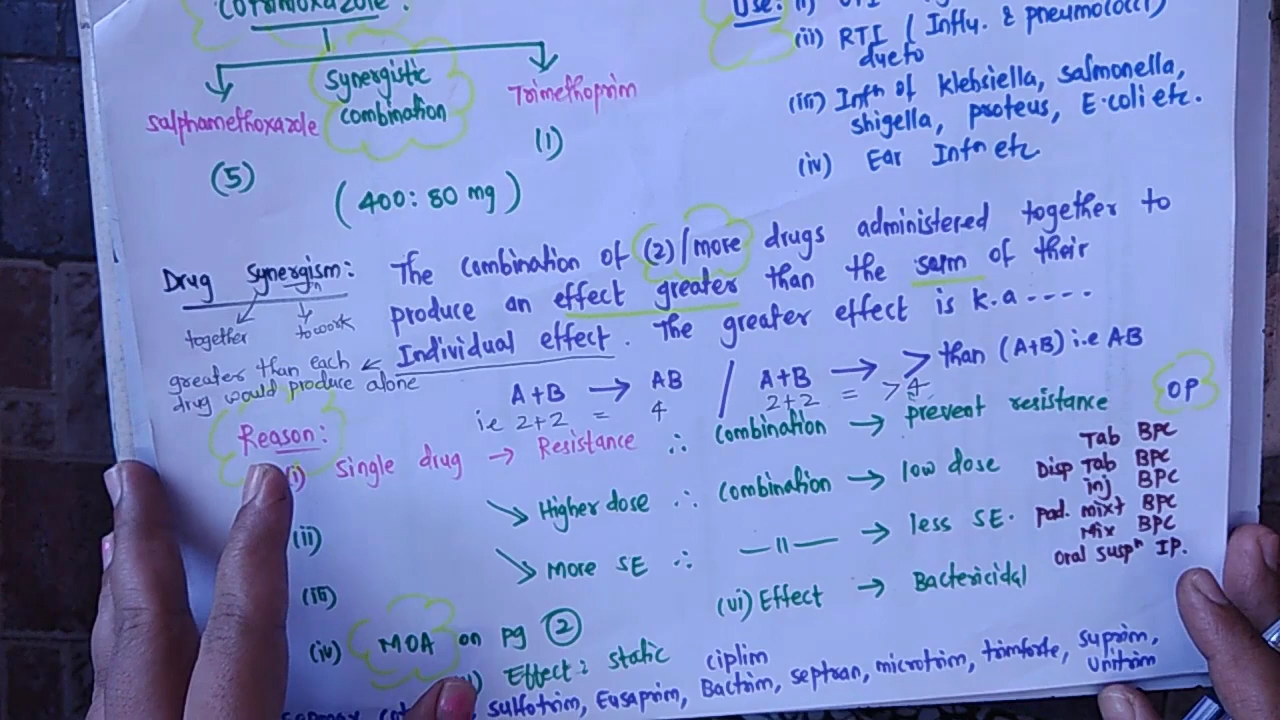 Cotrimoxazole:
Synergistic
combination
salphamethoxazole
(5)
Trimethoprim
(1)
(400:80 mg)
Use: (i) UTI
(ii) RTI (Influ. & pneumococci)
dueto
(iii) Infⁿ of klebsiella, salmonella,
shigella, proteus, E.coli etc.
(iv) Ear Infⁿ etc
Drug Synergism:
together
to work
The combination of (2)/more drugs administered together to
produce an effect greater than the sum of their
Individual effect. The greater effect is k.a----.
greater than each
drug would produce alone
A+B → AB / A+B → > than (A+B) i.e AB
ie 2+2 = 4 2+2 = >4
Reason:
(i) Single drug → Resistance ∴ combination → prevent resistance
(ii) ↘ Higher dose ∴ combination → low dose
(iii) ↘ More SE ∴ —11— → less SE.
OP
Tab BPC
Disp Tab BPC
inj BPC
pad. mixt BPC
Mix BPC
oral suspⁿ IP.
(iv) MOA on pg 2
) Effect: static
(vi) Effect → Bactericidal
ciplim
sulfotrim, Eusaprim, Bactrim, septran, microtrim, trimforte, suprim,
Unitrim